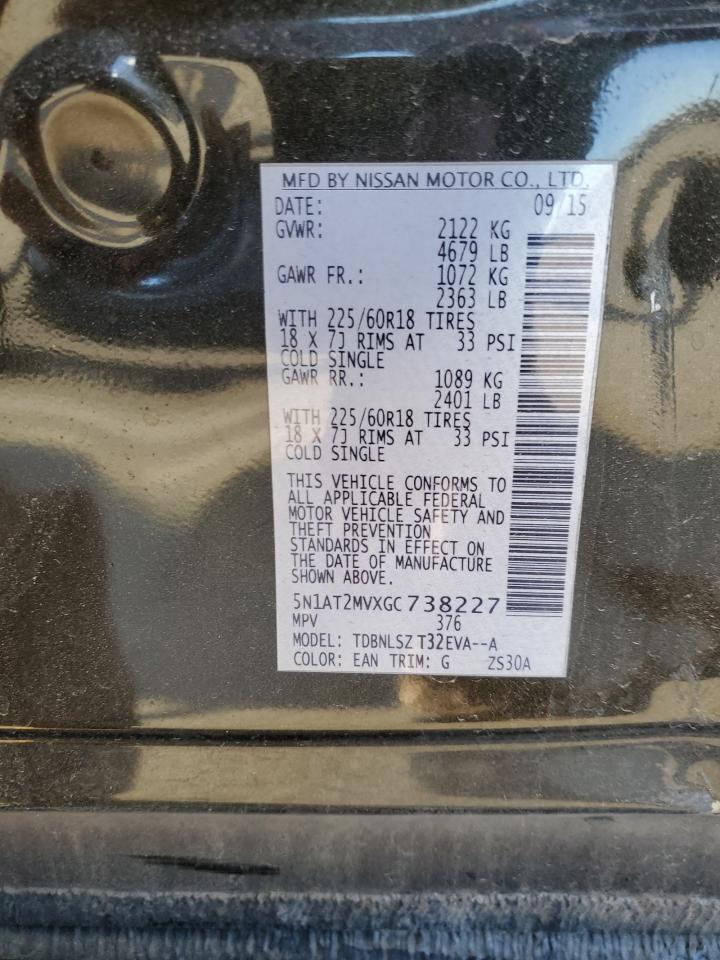 MFD BY NISSAN MOTOR CO., LTD.
DATE: 09/15
GVWR: 2122 KG
4679 LB
GAWR FR.: 1072 KG
2363 LB
WITH 225/60R18 TIRES
18 X 7J RIMS AT 33 PSI
COLD SINGLE
GAWR RR.: 1089 KG
2401 LB
WITH 225/60R18 TIRES
18 X 7J RIMS AT 33 PSI
COLD SINGLE
THIS VEHICLE CONFORMS TO
ALL APPLICABLE FEDERAL
MOTOR VEHICLE SAFETY AND
THEFT PREVENTION
STANDARDS IN EFFECT ON
THE DATE OF MANUFACTURE
SHOWN ABOVE.
5N1AT2MVXGC738227
MPV 376
MODEL: TDBNLSZ T32EVA--A
COLOR: EAN TRIM: G ZS30A